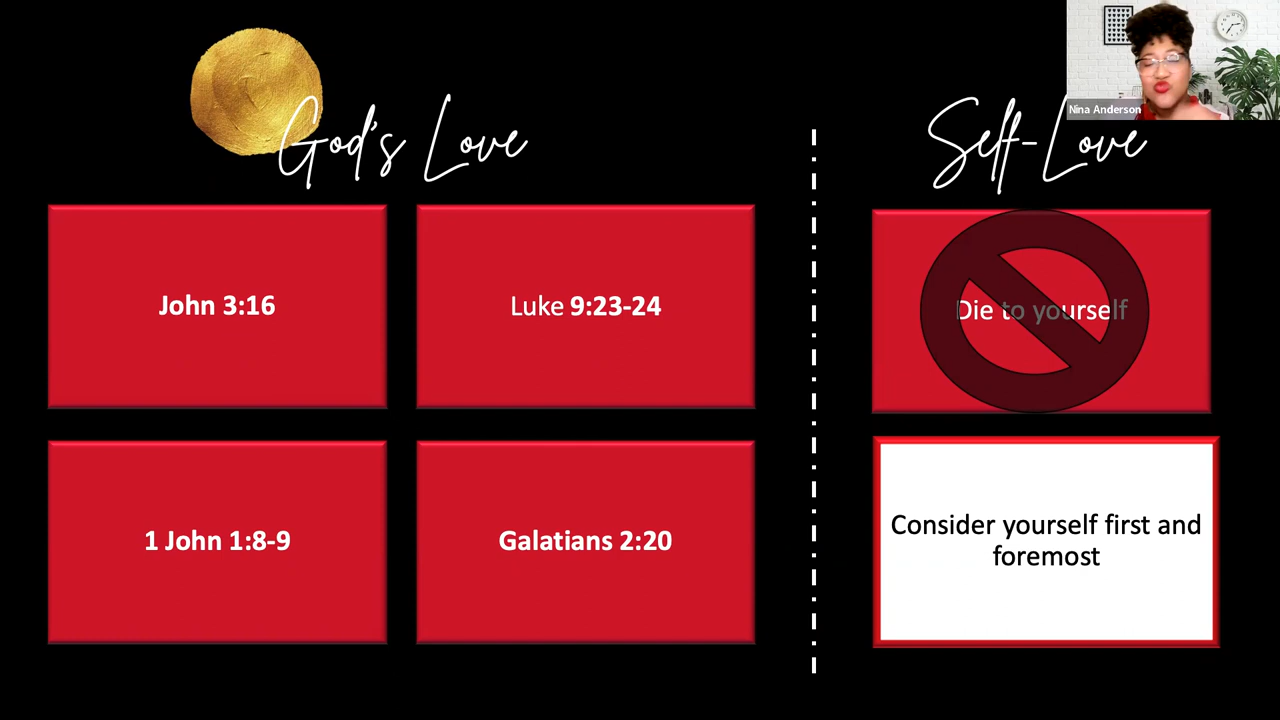 God's Love
Self-Love
Nina Anderson
John 3:16
Luke 9:23-24
Die to yourself
1 John 1:8-9
Galatians 2:20
Consider yourself first and
foremost